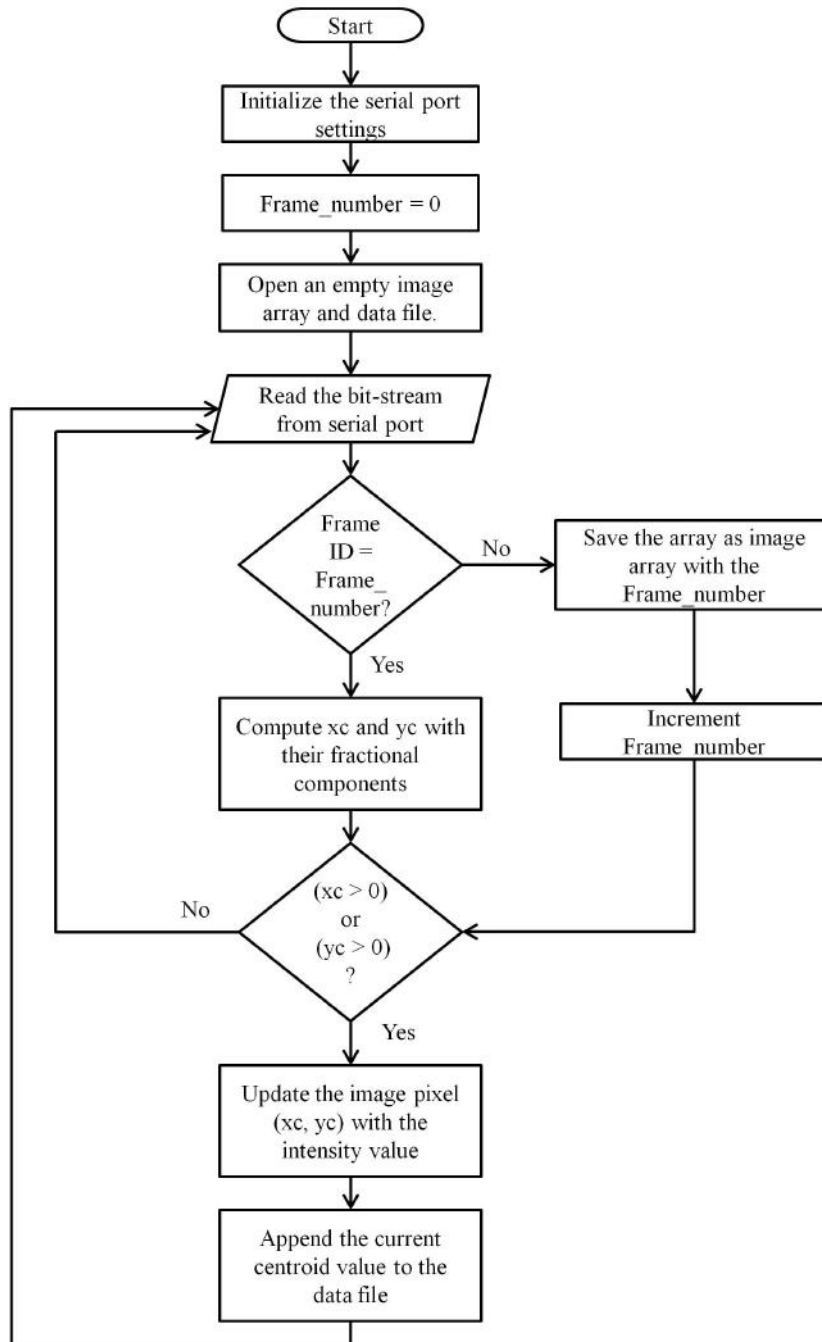 Start
Initialize the serial port
settings
Frame_number = 0
Open an empty image
array and data file.
Read the bit-stream
from serial port
Frame
ID =
Frame_
number?
No
Save the array as image
array with the
Frame_number
Yes
Increment
Frame_number
Compute xc and yc with
their fractional
components
(xc > 0)
or
(yc > 0)
?
No
Yes
Update the image pixel
(xc, yc) with the
intensity value
Append the current
centroid value to the
data file